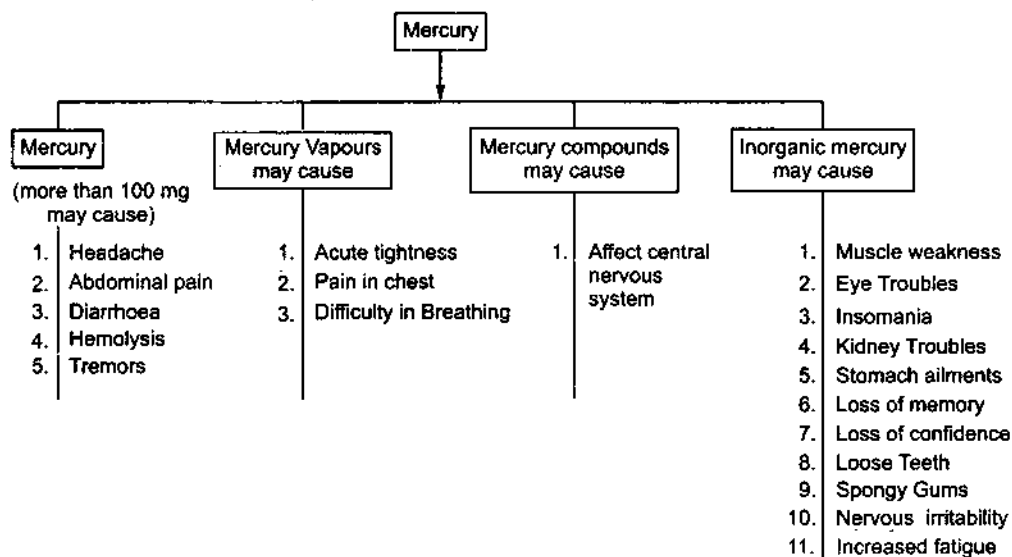 Mercury
Mercury
(more than 100 mg
may cause)
1. Headache
2. Abdominal pain
3. Diarrhoea
4. Hemolysis
5. Tremors
Mercury Vapours
may cause
1. Acute tightness
2. Pain in chest
3. Difficulty in Breathing
Mercury compounds
may cause
1. Affect central
nervous
system
Inorganic mercury
may cause
1. Muscle weakness
2. Eye Troubles
3. Insomania
4. Kidney Troubles
5. Stomach ailments
6. Loss of memory
7. Loss of confidence
8. Loose Teeth
9. Spongy Gums
10. Nervous irritability
11. Increased fatigue